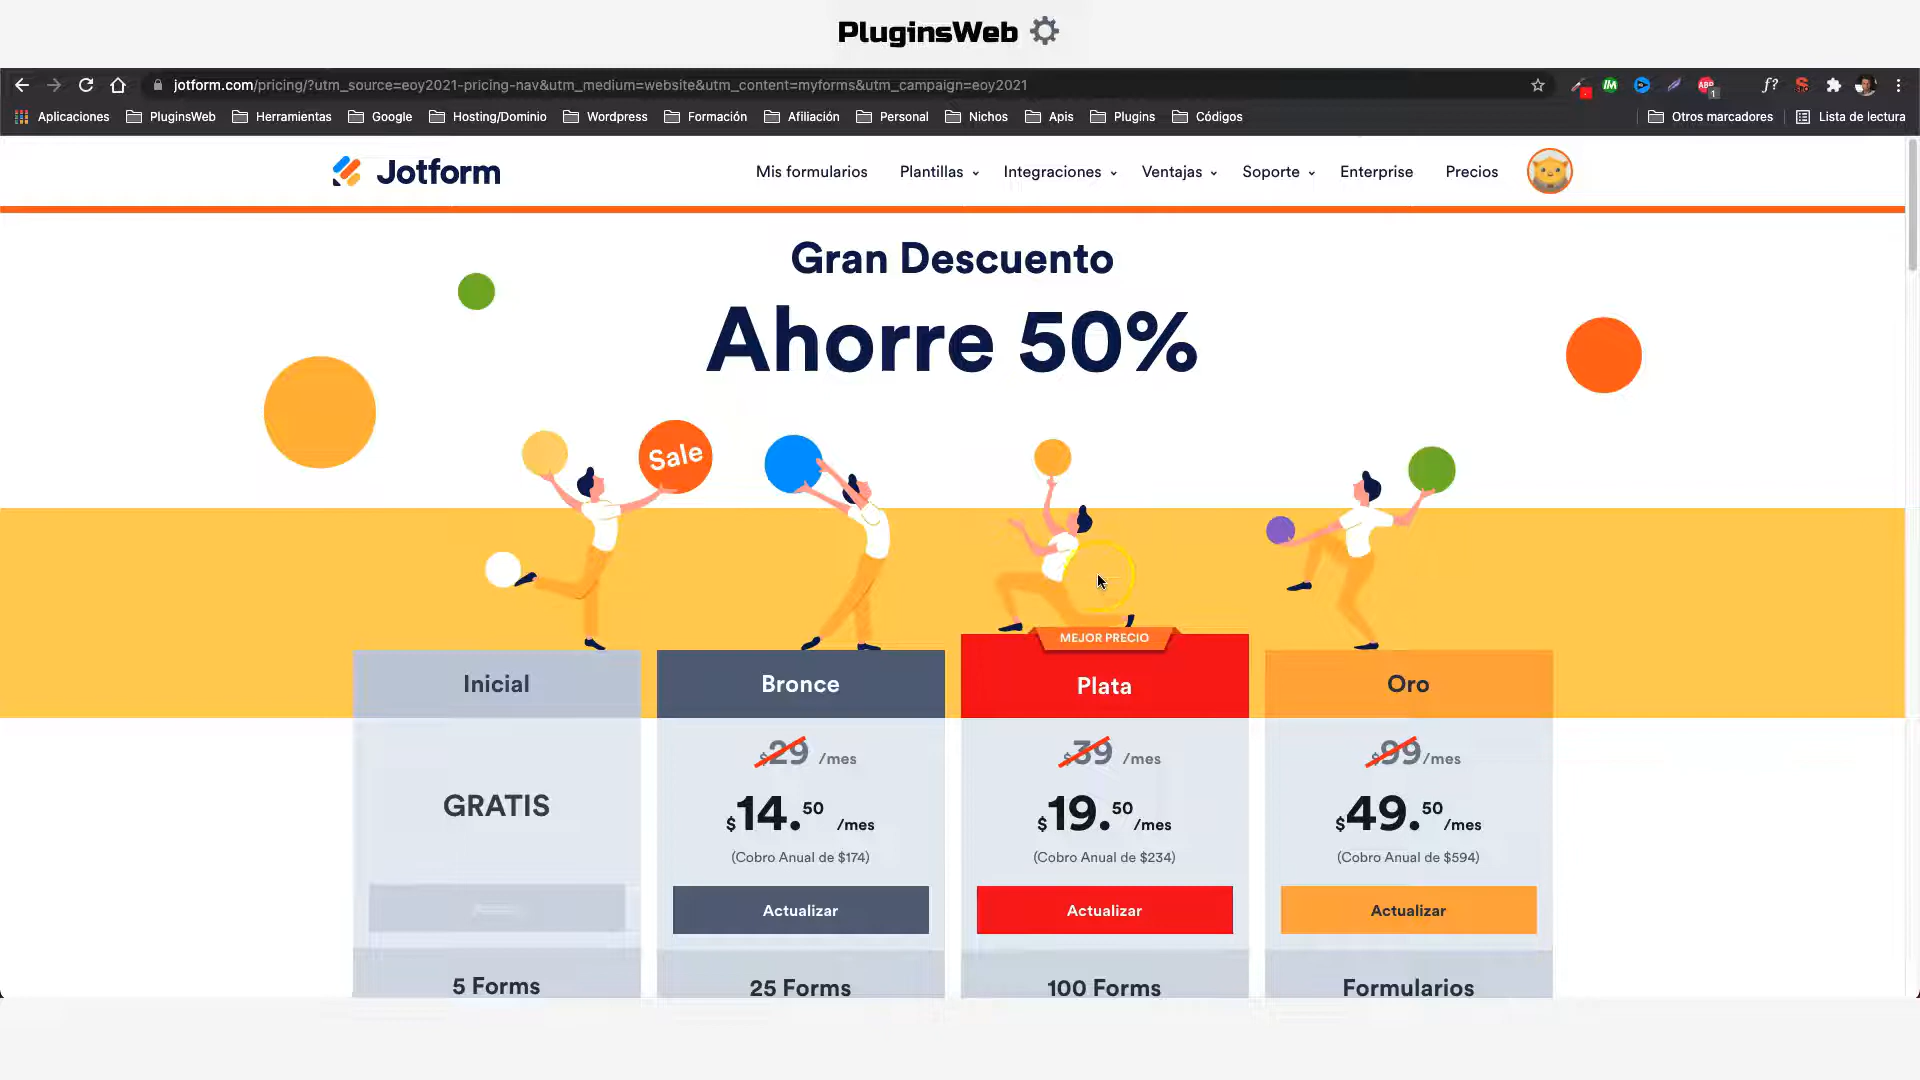 PluginsWeb
jotform.com/pricing/?utm_source=eoy2021-pricing-nav&utm_medium=website&utm_content=myforms&utm_campaign=eoy2021
Aplicaciones PluginsWeb Herramientas Google Hosting/Dominio Wordpress Formación Afiliación Personal Nichos Apis Plugins Códigos Otros marcadores Lista de lectura
Jotform Mis formularios Plantillas Integraciones Ventajas Soporte Enterprise Precios
Gran Descuento
Ahorre 50%
Sale
MEJOR PRECIO
Inicial Bronce Plata Oro
$29 /mes $39 /mes $99/mes
GRATIS $14.50 /mes $19.50 /mes $49.50 /mes
(Cobro Anual de $174) (Cobro Anual de $234) (Cobro Anual de $594)
Actualizar Actualizar Actualizar
5 Forms 25 Forms 100 Forms Formularios